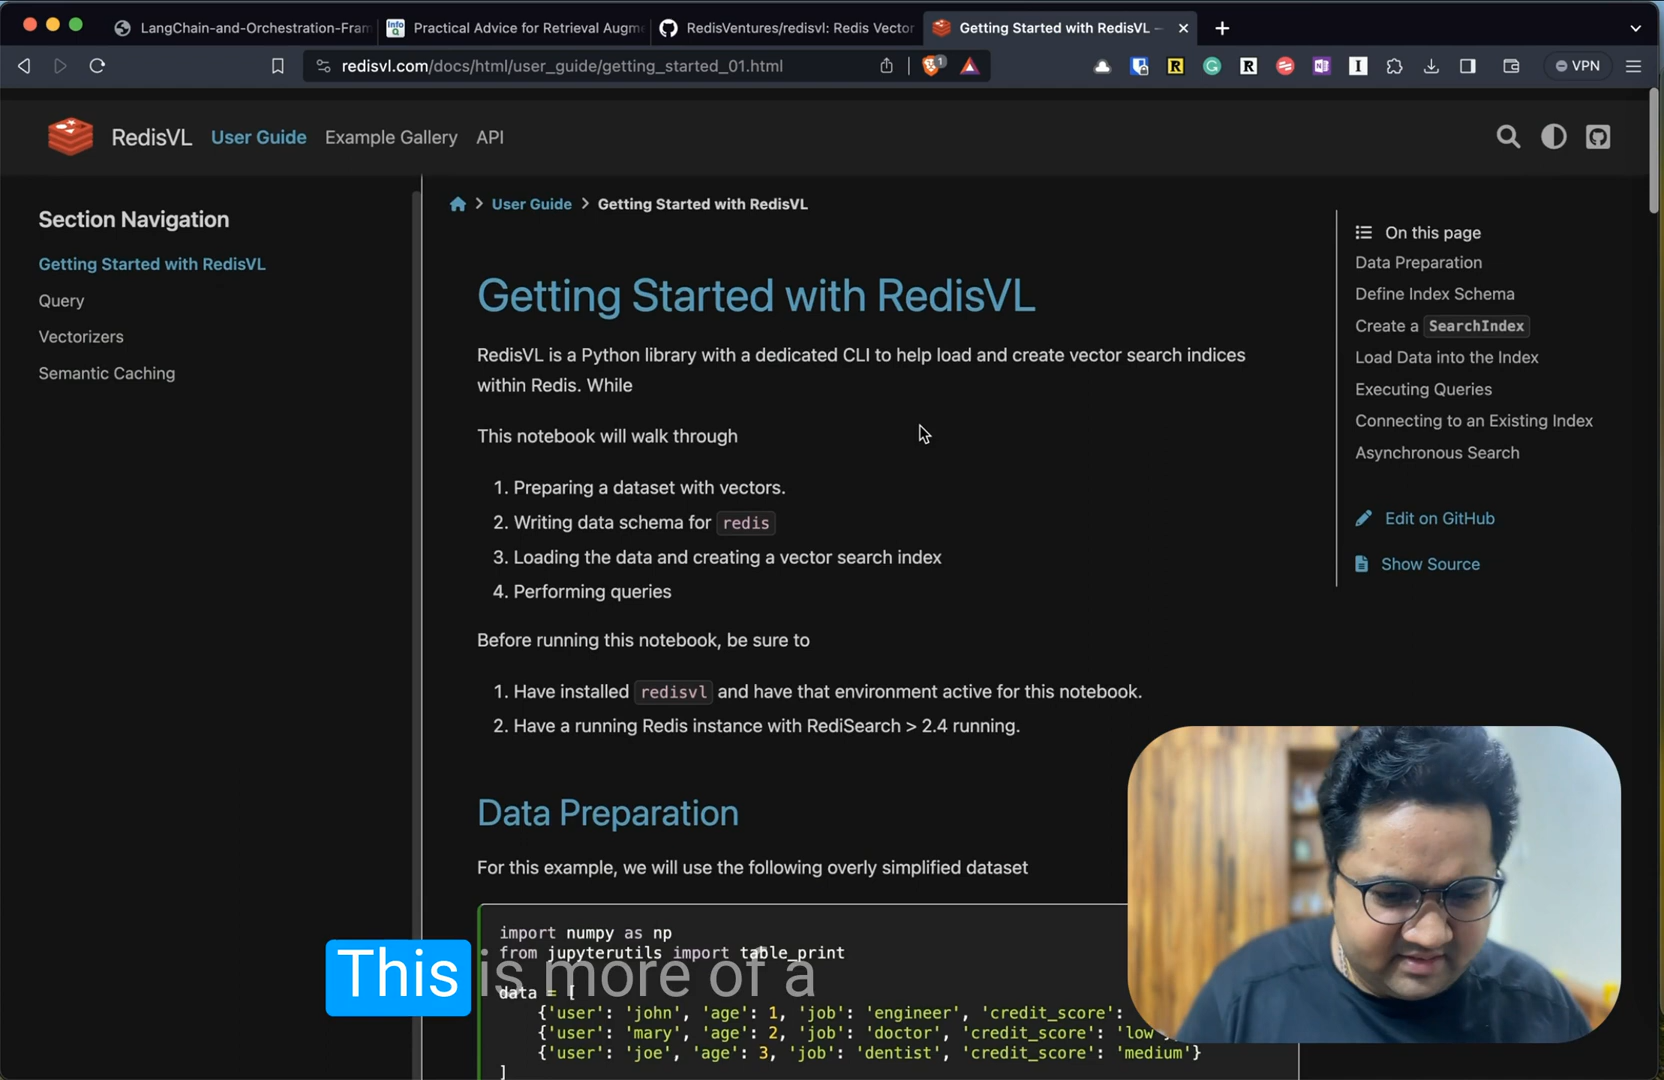 LangChain-and-Orchestration-Fram
Practical Advice for Retrieval Augme
RedisVentures/redisvl: Redis Vector
Getting Started with RedisVL —
redisvl.com/docs/html/user_guide/getting_started_01.html
VPN
RedisVL
User Guide
Example Gallery
API
Section Navigation
Getting Started with RedisVL
Query
Vectorizers
Semantic Caching
User Guide > Getting Started with RedisVL
Getting Started with RedisVL
RedisVL is a Python library with a dedicated CLI to help load and create vector search indices
within Redis. While
This notebook will walk through
1. Preparing a dataset with vectors.
2. Writing data schema for redis
3. Loading the data and creating a vector search index
4. Performing queries
Before running this notebook, be sure to
1. Have installed redisvl and have that environment active for this notebook.
2. Have a running Redis instance with RediSearch > 2.4 running.
Data Preparation
For this example, we will use the following overly simplified dataset
import numpy as np
from jupyterutils import table_print
data = [
{'user': 'john', 'age': 1, 'job': 'engineer', 'credit_score':
{'user': 'mary', 'age': 2, 'job': 'doctor', 'credit_score': 'low
{'user': 'joe', 'age': 3, 'job': 'dentist', 'credit_score': 'medium'}
]
This is more of a
On this page
Data Preparation
Define Index Schema
Create a SearchIndex
Load Data into the Index
Executing Queries
Connecting to an Existing Index
Asynchronous Search
Edit on GitHub
Show Source